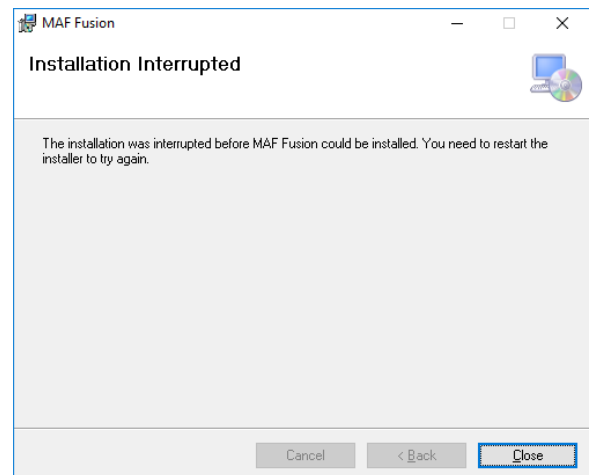 MAF Fusion
Installation Interrupted
The installation was interrupted before MAF Fusion could be installed. You need to restart the
installer to try again.
Cancel
< Back
Close